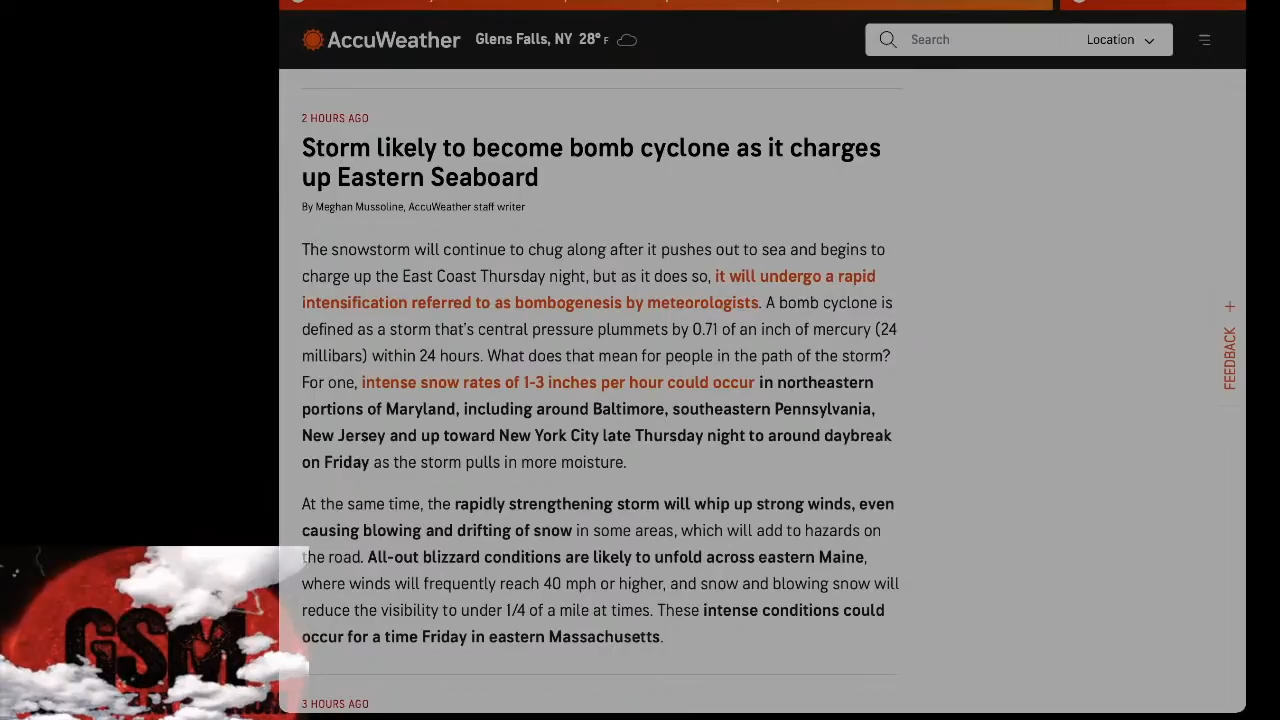 AccuWeather
Glens Falls, NY 28° F
Search
Location
2 HOURS AGO
Storm likely to become bomb cyclone as it charges
up Eastern Seaboard
By Meghan Mussoline, AccuWeather staff writer
The snowstorm will continue to chug along after it pushes out to sea and begins to
charge up the East Coast Thursday night, but as it does so, it will undergo a rapid
intensification referred to as bombogenesis by meteorologists. A bomb cyclone is
defined as a storm that's central pressure plummets by 0.71 of an inch of mercury (24
millibars) within 24 hours. What does that mean for people in the path of the storm?
For one, intense snow rates of 1-3 inches per hour could occur in northeastern
portions of Maryland, including around Baltimore, southeastern Pennsylvania,
New Jersey and up toward New York City late Thursday night to around daybreak
on Friday as the storm pulls in more moisture.
At the same time, the rapidly strengthening storm will whip up strong winds, even
causing blowing and drifting of snow in some areas, which will add to hazards on
the road. All-out blizzard conditions are likely to unfold across eastern Maine,
where winds will frequently reach 40 mph or higher, and snow and blowing snow will
reduce the visibility to under 1/4 of a mile at times. These intense conditions could
occur for a time Friday in eastern Massachusetts.
3 HOURS AGO
FEEDBACK +
GSM